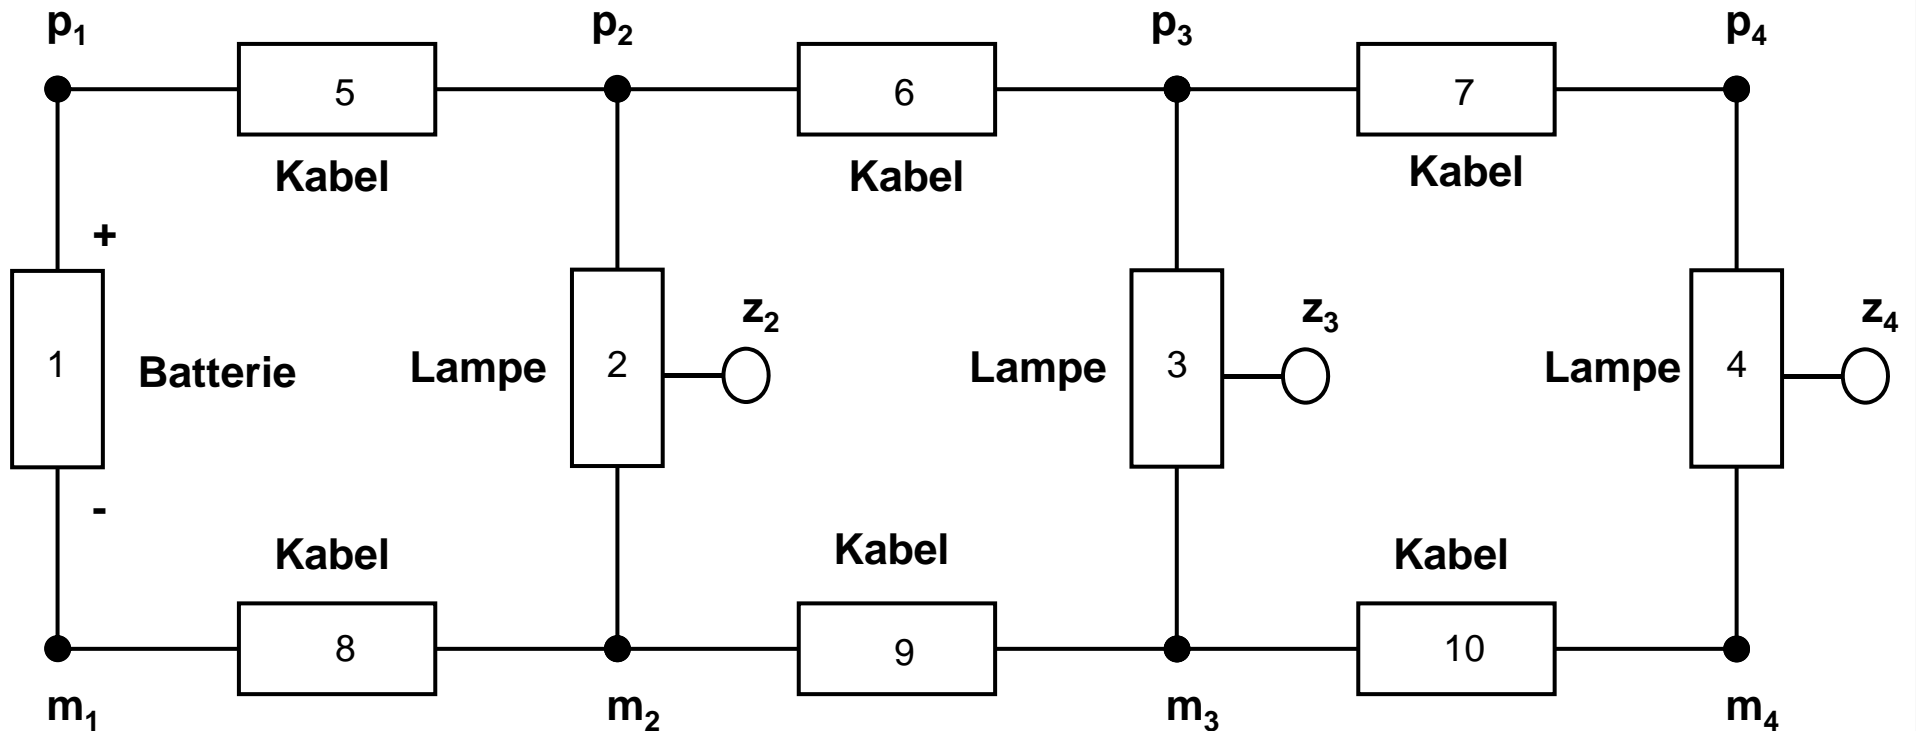 p1 p2 p3 p4
5 6 7
Kabel Kabel Kabel
+
z2 z3 z4
1 Batterie Lampe 2 Lampe 3 Lampe 4
-
Kabel Kabel Kabel
8 9 10
m1 m2 m3 m4